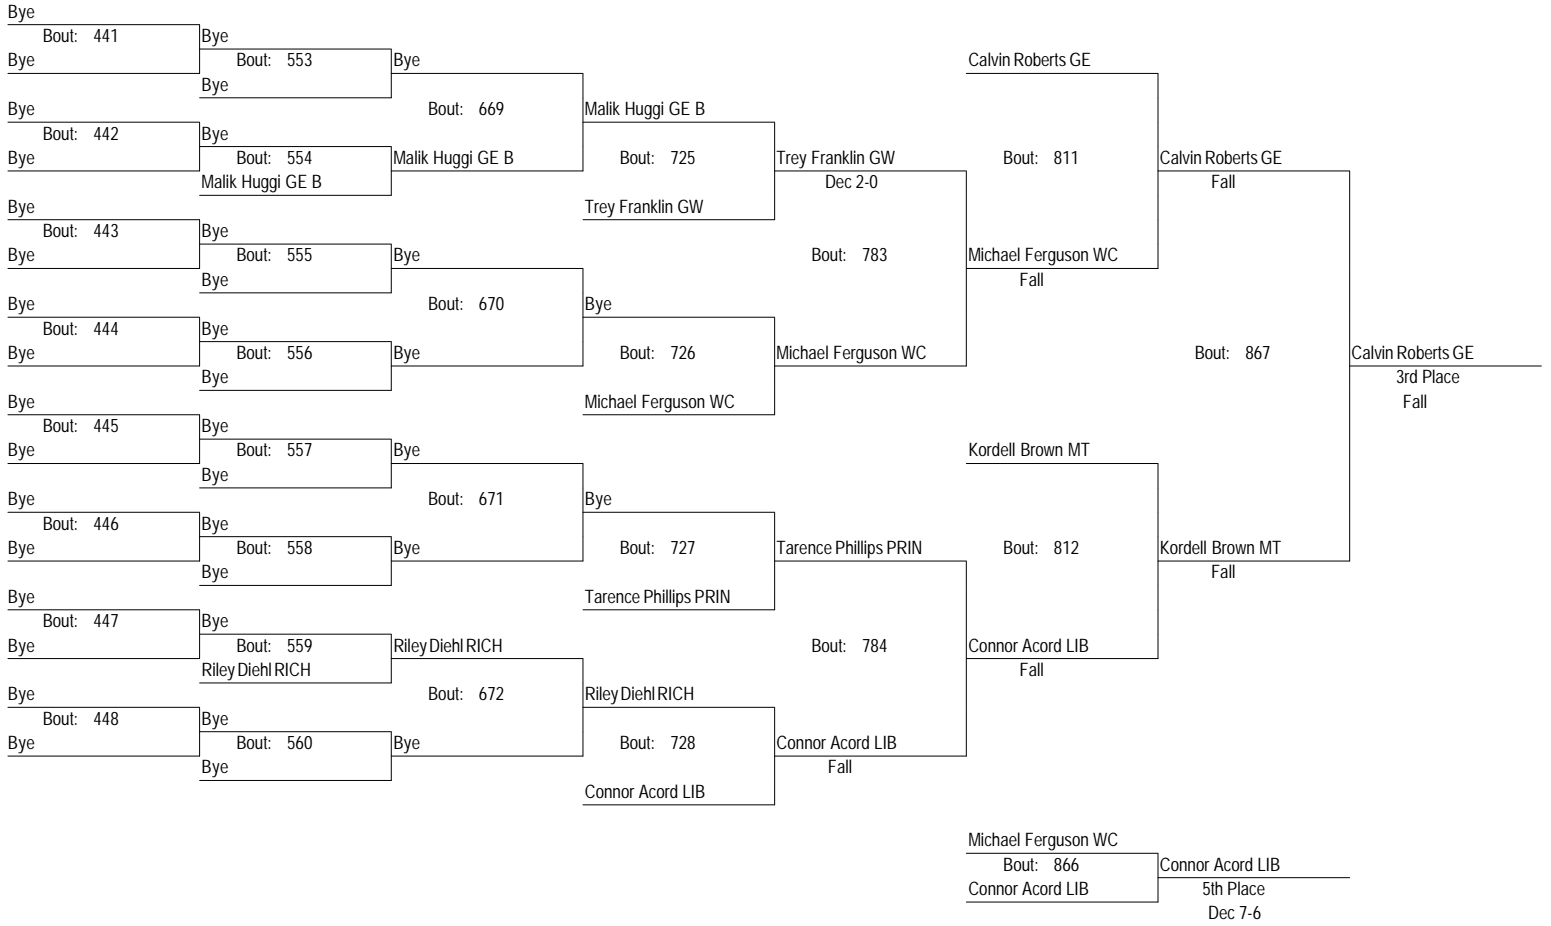 Bye
Bout: 441
Bye
Bye
Bout: 553
Bye
Bye
Calvin Roberts GE
Bout: 669
Bye
Bout: 442
Bye
Bye
Bout: 554
Malik Huggi GE B
Malik Huggi GE B
Malik Huggi GE B
Bout: 725
Trey Franklin GW
Trey Franklin GW
Dec 2-0
Bout: 811
Calvin Roberts GE
Fall
Bye
Bout: 443
Bye
Bye
Bout: 555
Bye
Bye
Bout: 783
Michael Ferguson WC
Fall
Bout: 670
Bye
Bout: 444
Bye
Bye
Bout: 556
Bye
Bye
Bye
Bout: 726
Michael Ferguson WC
Michael Ferguson WC
Bout: 867
Calvin Roberts GE
3rd Place
Fall
Bye
Bout: 445
Bye
Bye
Bout: 557
Bye
Bye
Kordell Brown MT
Bout: 671
Bye
Bout: 446
Bye
Bye
Bout: 558
Bye
Bye
Bye
Bout: 727
Tarence Phillips PRIN
Tarence Phillips PRIN
Bout: 812
Kordell Brown MT
Fall
Bye
Bout: 447
Bye
Bye
Bout: 559
Riley Diehl RICH
Riley Diehl RICH
Bout: 784
Connor Acord LIB
Fall
Bout: 672
Bye
Bout: 448
Bye
Bye
Bout: 560
Bye
Bye
Riley Diehl RICH
Bout: 728
Connor Acord LIB
Connor Acord LIB
Fall
Michael Ferguson WC
Bout: 866
Connor Acord LIB
Connor Acord LIB
5th Place
Dec 7-6